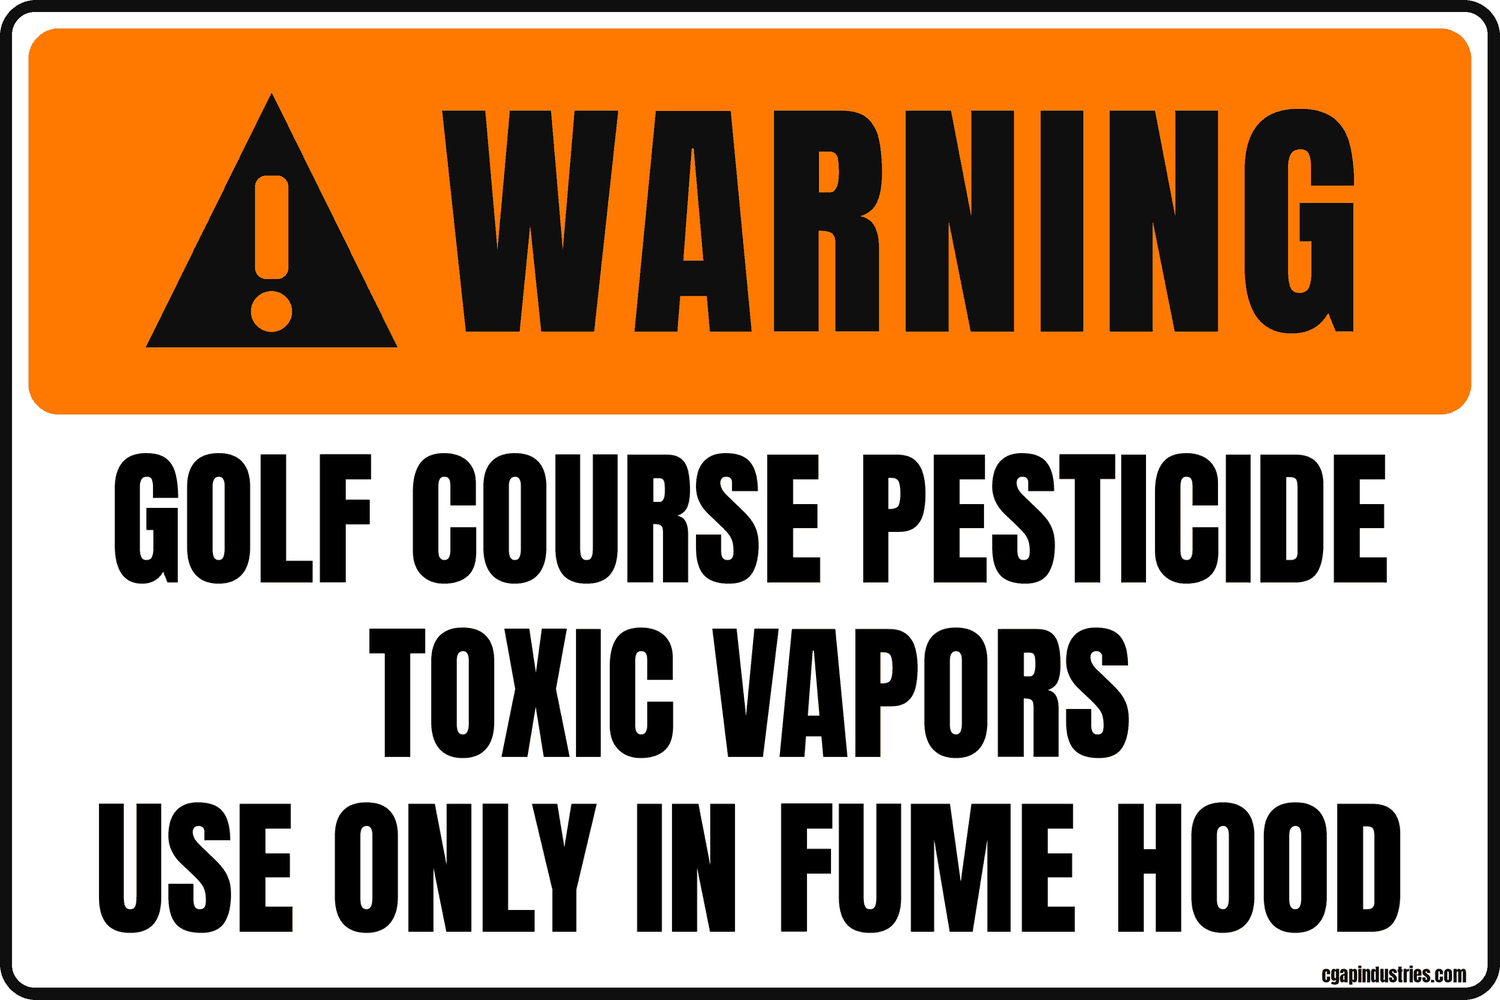 WARNING
GOLF COURSE PESTICIDE
TOXIC VAPORS
USE ONLY IN FUME HOOD
cgapindustries.com